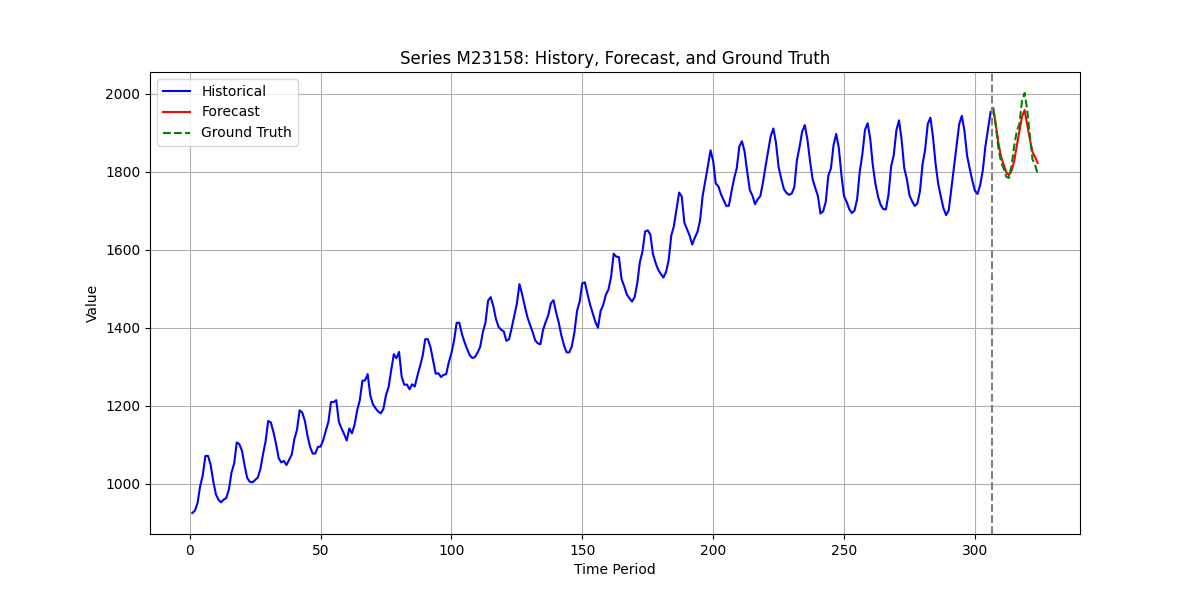 Series M23158: History, Forecast, and Ground Truth
Historical
Forecast
Ground Truth
2000
1800
1600
1400
1200
1000
Value
0 50 100 150 200 250 300
Time Period